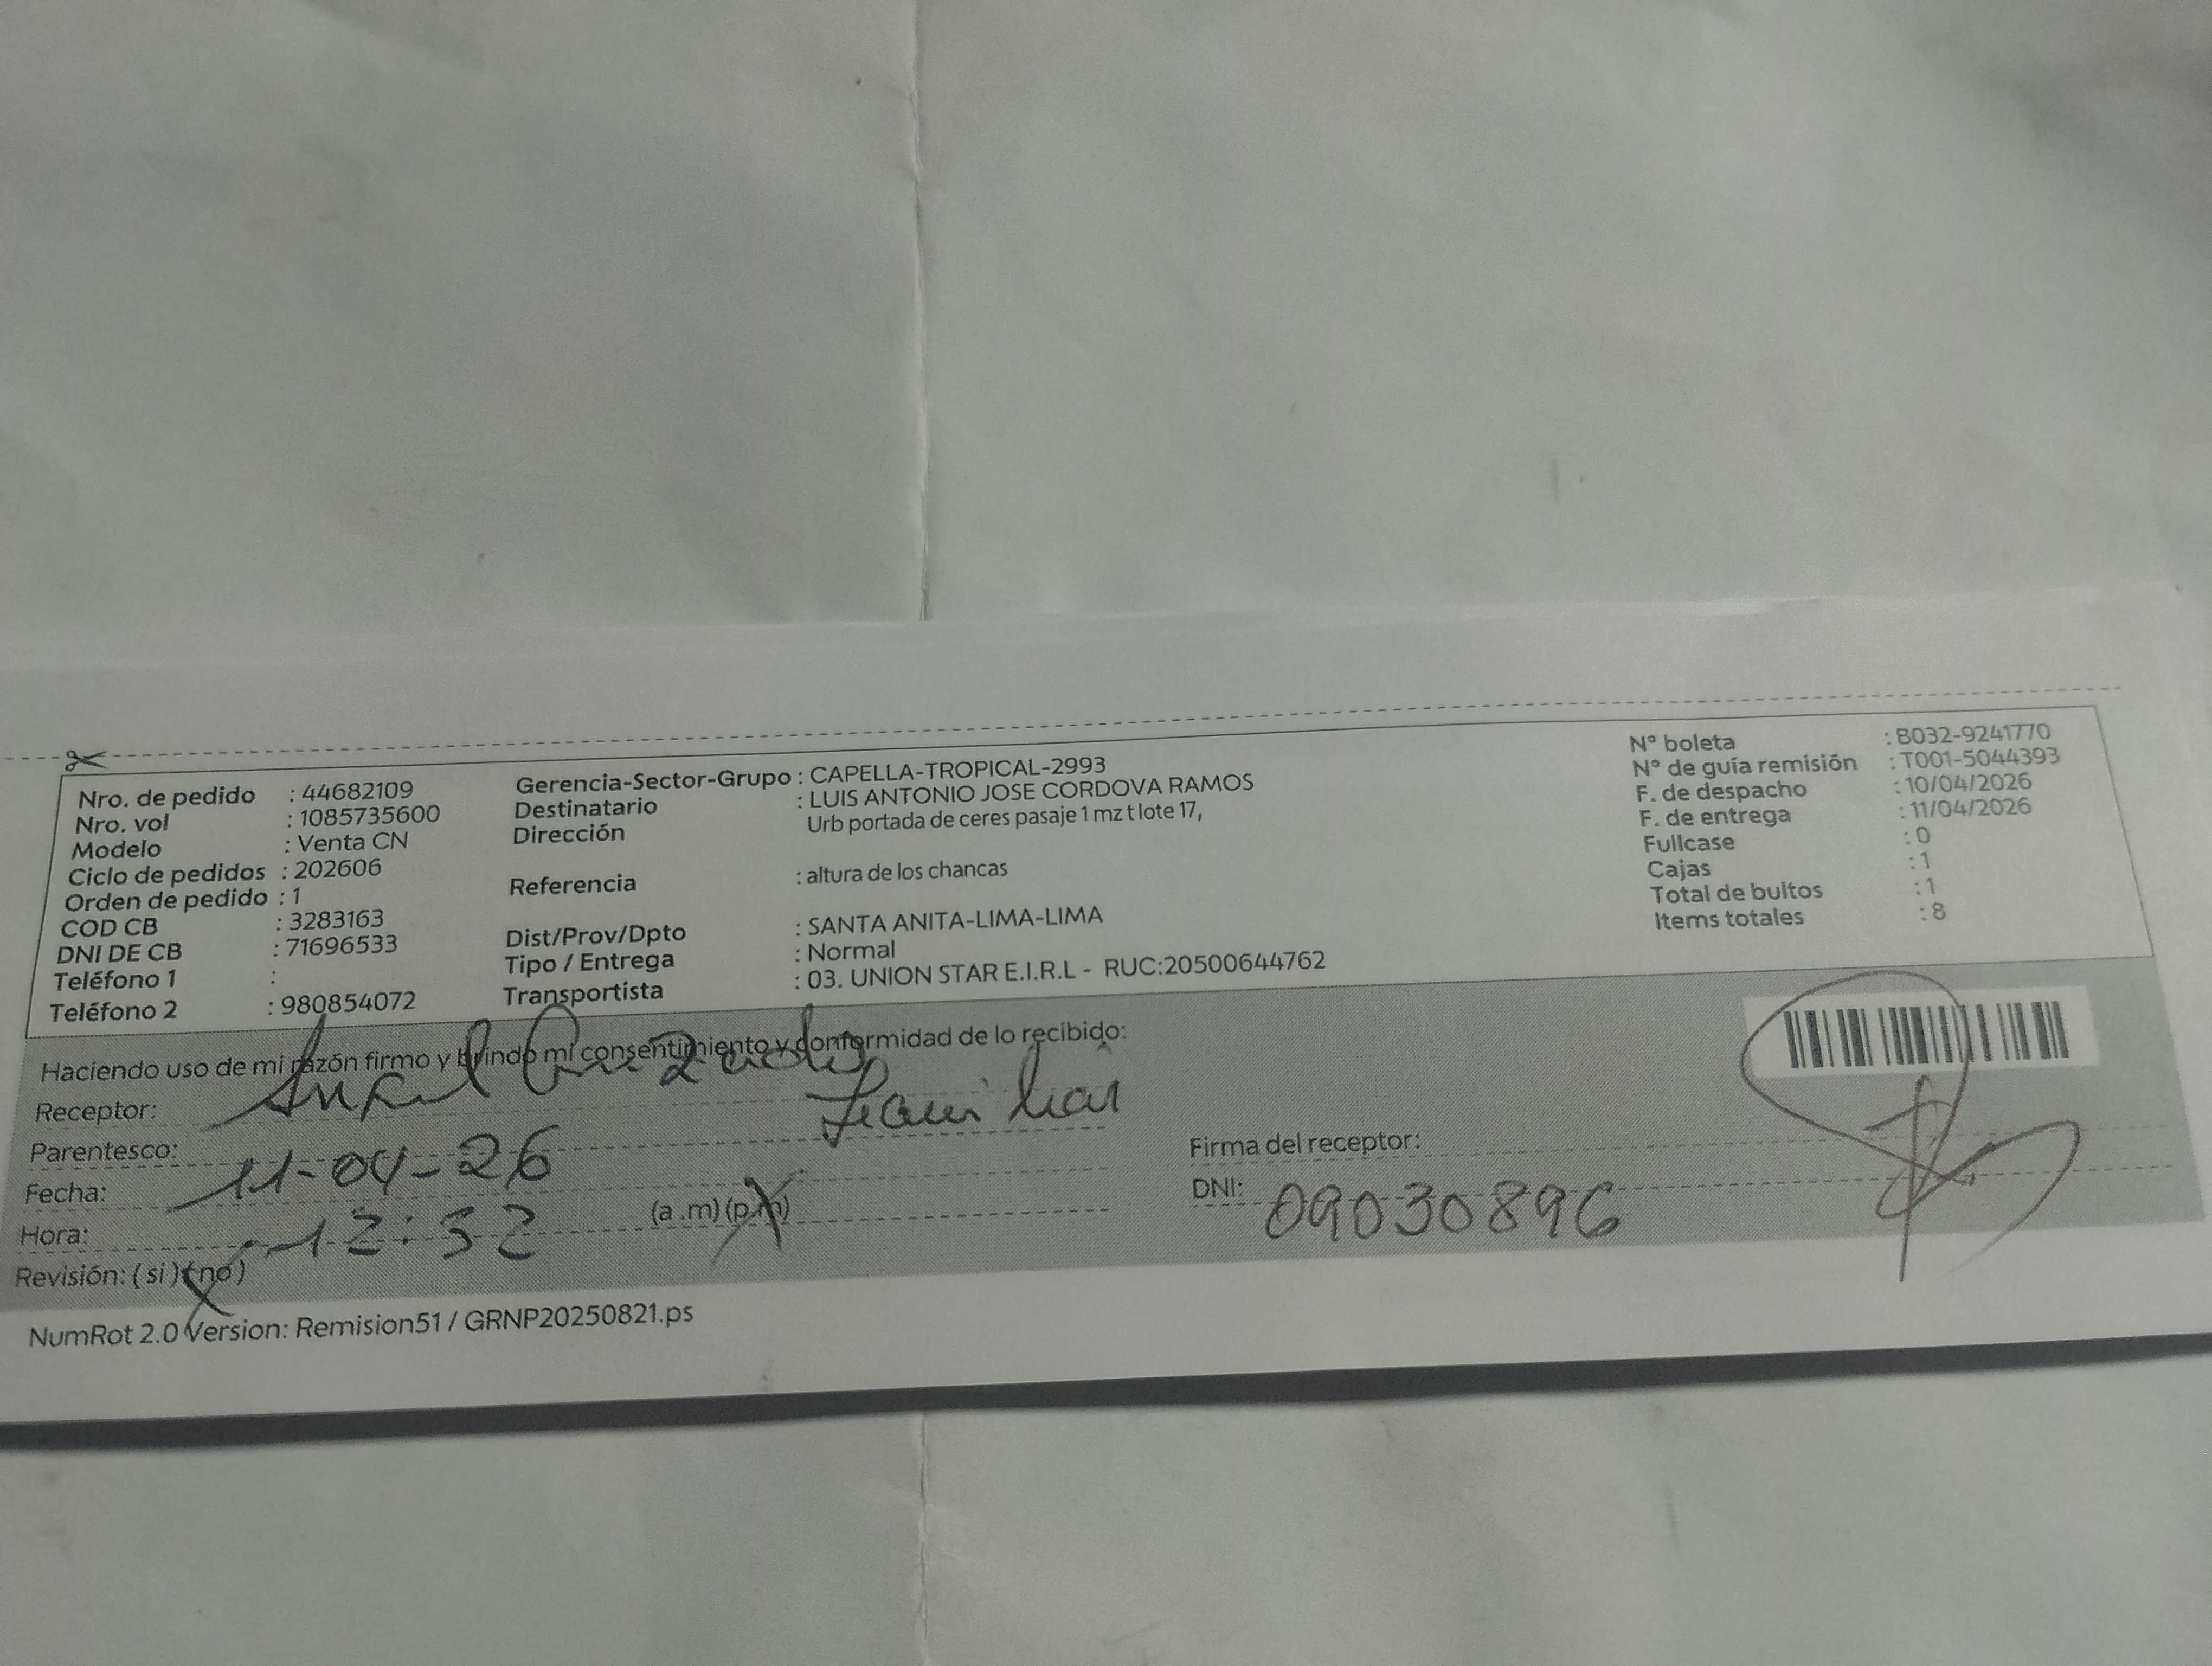 Nro. de pedido : 44682109
Nro. vol : 1085735600
Modelo : Venta CN
Ciclo de pedidos : 202606
Orden de pedido : 1
COD CB : 3283163
DNI DE CB : 71696533
Teléfono 1 :
Teléfono 2 : 980854072
Gerencia-Sector-Grupo : CAPELLA-TROPICAL-2993
Destinatario : LUIS ANTONIO JOSE CORDOVA RAMOS
Dirección Urb portada de ceres pasaje 1 mz t lote 17,
Referencia : altura de los chancas
Dist/Prov/Dpto : SANTA ANITA-LIMA-LIMA
Tipo / Entrega : Normal
Transportista : 03. UNION STAR E.I.R.L - RUC:20500644762
N° boleta : B032-9241770
N° de guía remisión : T001-5044393
F. de despacho : 10/04/2026
F. de entrega : 11/04/2026
Fullcase : 0
Cajas : 1
Total de bultos : 1
Items totales : 8
Haciendo uso de mi razón firmo y brindo mi consentimiento y conformidad de lo recibido:
Receptor:
Parentesco:
Fecha: 11-04-26
Hora: 12:32 (a.m) (p.m)
Revisión: (si) (no)
Firma del receptor:
DNI: 09030896
NumRot 2.0 Version: Remision51 / GRNP20250821.ps